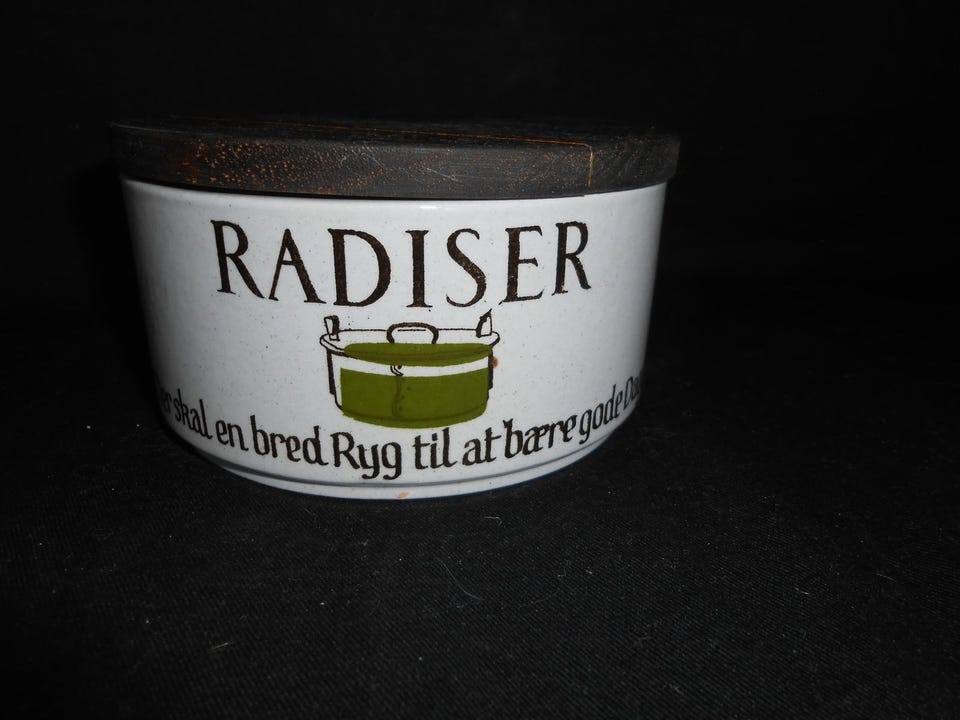 RADISER
skal en bred Ryg til at bære gode